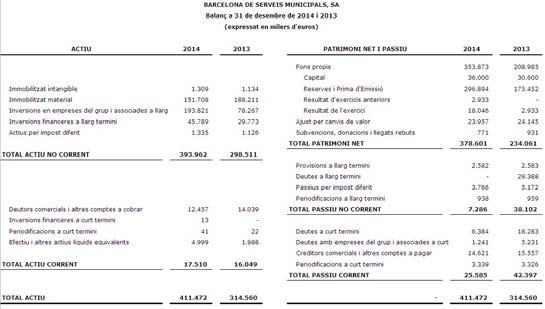 BARCELONA DE SERVEIS MUNICIPALS, SA
Balanç a 31 de desembre de 2014 i 2013
(expressat en milers d'euros)
ACTIU 2014 2013
Immobilitzat intangible 1.309 1.134
Immobilitzat material 151.708 188.211
Inversions en empreses del grup i associades a llarg 193.821 78.267
Inversions financeres a llarg termini 45.789 29.773
Actius per impost diferit 1.335 1.126
TOTAL ACTIU NO CORRENT 393.962 298.511
Deutors comercials i altres comptes a cobrar 12.457 14.039
Inversions financeres a curt termini 13 -
Periodificacions a curt termini 41 22
Efectiu i altres actius líquids equivalents 4.999 1.988
TOTAL ACTIU CORRENT 17.510 16.049
TOTAL ACTIU 411.472 314.560
PATRIMONI NET I PASSIU 2014 2013
Fons propis 353.873 208.985
Capital 36.000 30.600
Reserves i Prima d'Emissió 296.894 175.452
Resultat d'exercicis anteriors 2.933 -
Resultat de l'exercici 18.046 2.933
Ajust per canvis de valor 23.957 24.145
Subvencions, donacions i llegats rebuts 771 931
TOTAL PATRIMONI NET 378.601 234.061
Provisions a llarg termini 2.582 2.583
Deutes a llarg termini - 29.388
Passius per impost diferit 3.766 5.172
Periodificacions a llarg termini 938 959
TOTAL PASSIU NO CORRENT 7.286 38.102
Deutes a curt termini 6.384 18.283
Deutes amb empreses del grup i associades a curt 1.241 5.231
Creditors comercials i altres comptes a pagar 14.621 15.557
Periodificacions a curt termini 3.339 3.326
TOTAL PASSIU CORRENT 25.585 42.397
- 411.472 314.560